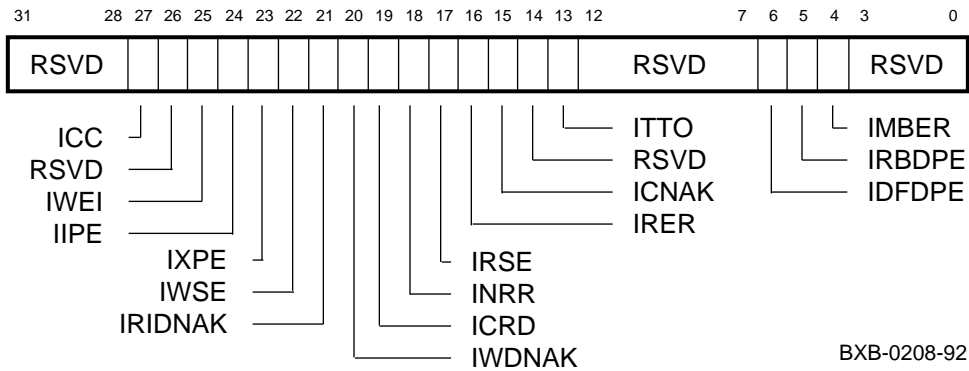 31 28 27 26 25 24 23 22 21 20 19 18 17 16 15 14 13 12 7 6 5 4 3 0
RSVD RSVD RSVD
ICC ITTO IMBER
RSVD RSVD IRBDPE
IWEI ICNAK IDFDPE
IIPE IRER
IXPE IRSE
IWSE INRR
IRIDNAK ICRD
IWDNAK BXB-0208-92